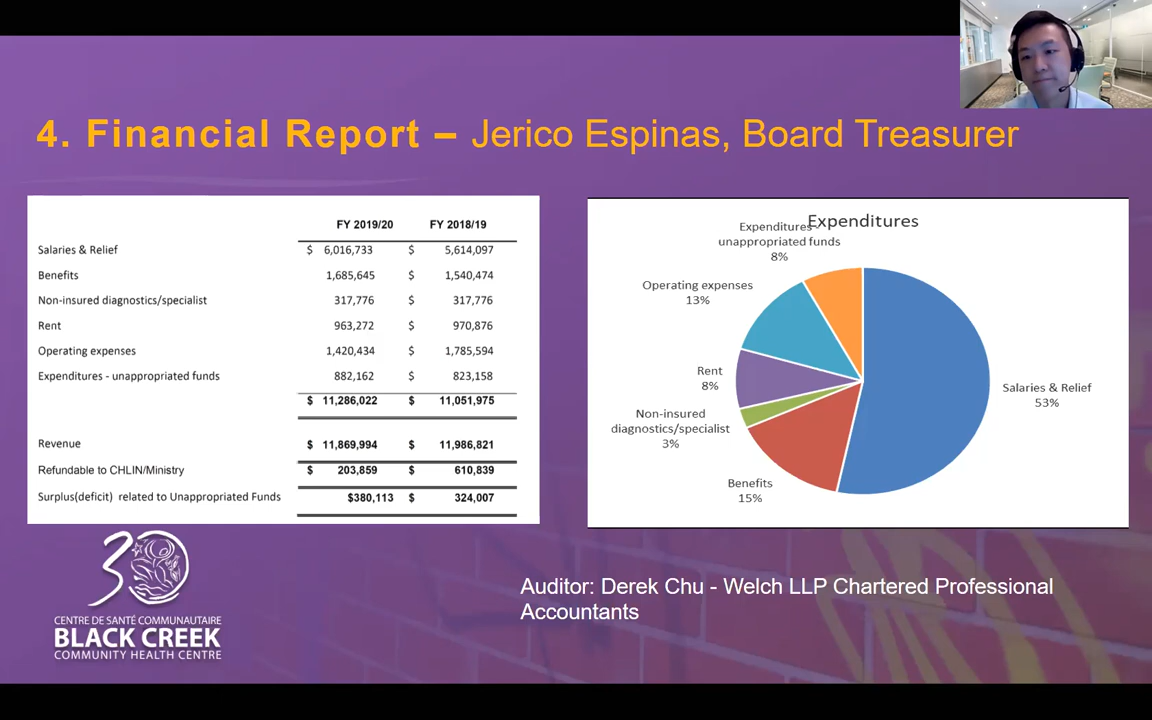 4. Financial Report – Jerico Espinas, Board Treasurer
FY 2019/20 FY 2018/19
Salaries & Relief $ 6,016,733 $ 5,614,097
Benefits 1,685,645 $ 1,540,474
Non-insured diagnostics/specialist 317,776 $ 317,776
Rent 963,272 $ 970,876
Operating expenses 1,420,434 $ 1,785,594
Expenditures - unappropriated funds 882,162 $ 823,158
$ 11,286,022 $ 11,051,975
Revenue $ 11,869,994 $ 11,986,821
Refundable to CHLIN/Ministry $ 203,859 $ 610,839
Surplus(deficit) related to Unappropriated Funds $380,113 $ 324,007
Expenditures
Expenditures -
unappropriated funds
8%
Operating expenses
13%
Rent
8%
Non-insured
diagnostics/specialist
3%
Benefits
15%
Salaries & Relief
53%
30
CENTRE DE SANTÉ COMMUNAUTAIRE
BLACK CREEK
COMMUNITY HEALTH CENTRE
Auditor: Derek Chu - Welch LLP Chartered Professional
Accountants